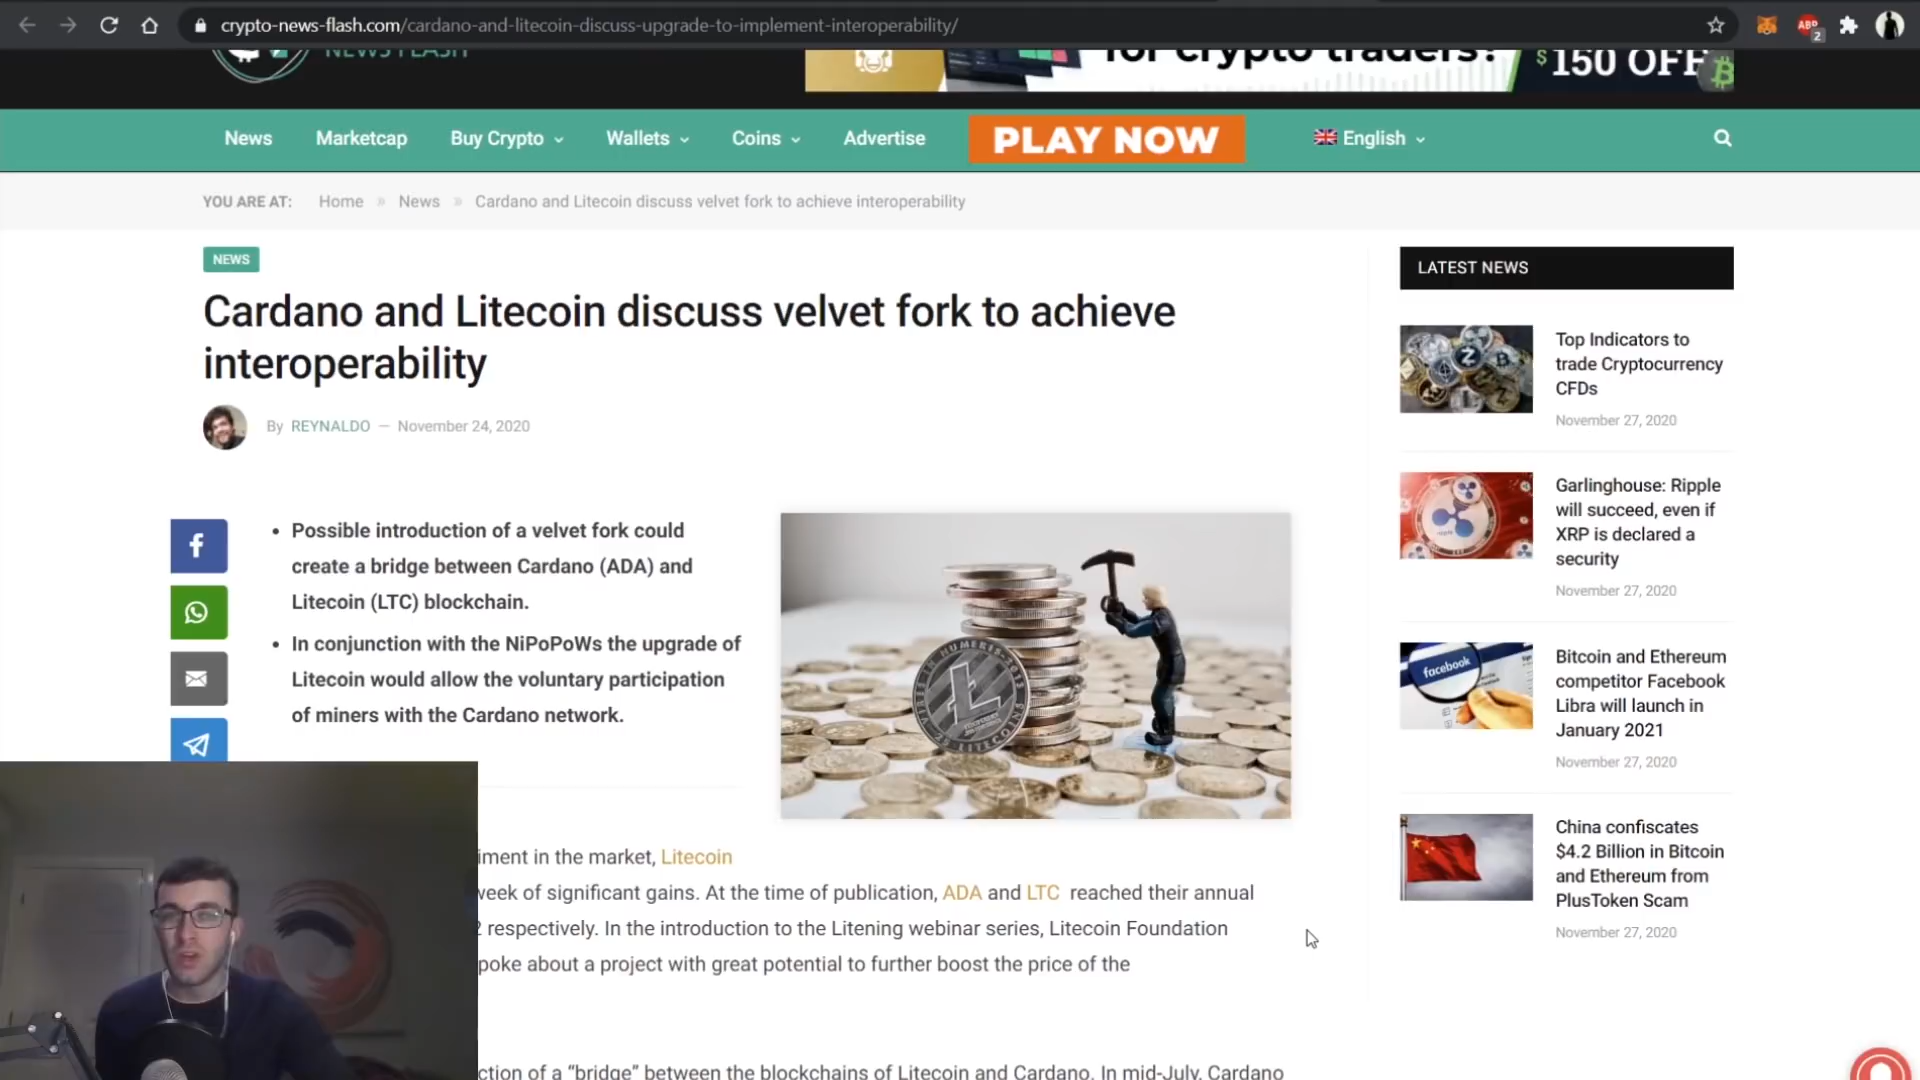 crypto-news-flash.com/cardano-and-litecoin-discuss-upgrade-to-implement-interoperability/
ABP
2
NEWS FLASH
for crypto traders?
$150 OFF
News Marketcap Buy Crypto Wallets Coins Advertise PLAY NOW English
YOU ARE AT: Home » News » Cardano and Litecoin discuss velvet fork to achieve interoperability
NEWS
Cardano and Litecoin discuss velvet fork to achieve
interoperability
By REYNALDO — November 24, 2020
• Possible introduction of a velvet fork could
create a bridge between Cardano (ADA) and
Litecoin (LTC) blockchain.
• In conjunction with the NiPoPoWs the upgrade of
Litecoin would allow the voluntary participation
of miners with the Cardano network.
iment in the market, Litecoin
week of significant gains. At the time of publication, ADA and LTC reached their annual
2 respectively. In the introduction to the Litening webinar series, Litecoin Foundation
poke about a project with great potential to further boost the price of the
ction of a “bridge” between the blockchains of Litecoin and Cardano. In mid-July, Cardano
LATEST NEWS
Top Indicators to
trade Cryptocurrency
CFDs
November 27, 2020
Garlinghouse: Ripple
will succeed, even if
XRP is declared a
security
November 27, 2020
facebook
Bitcoin and Ethereum
competitor Facebook
Libra will launch in
January 2021
November 27, 2020
China confiscates
$4.2 Billion in Bitcoin
and Ethereum from
PlusToken Scam
November 27, 2020